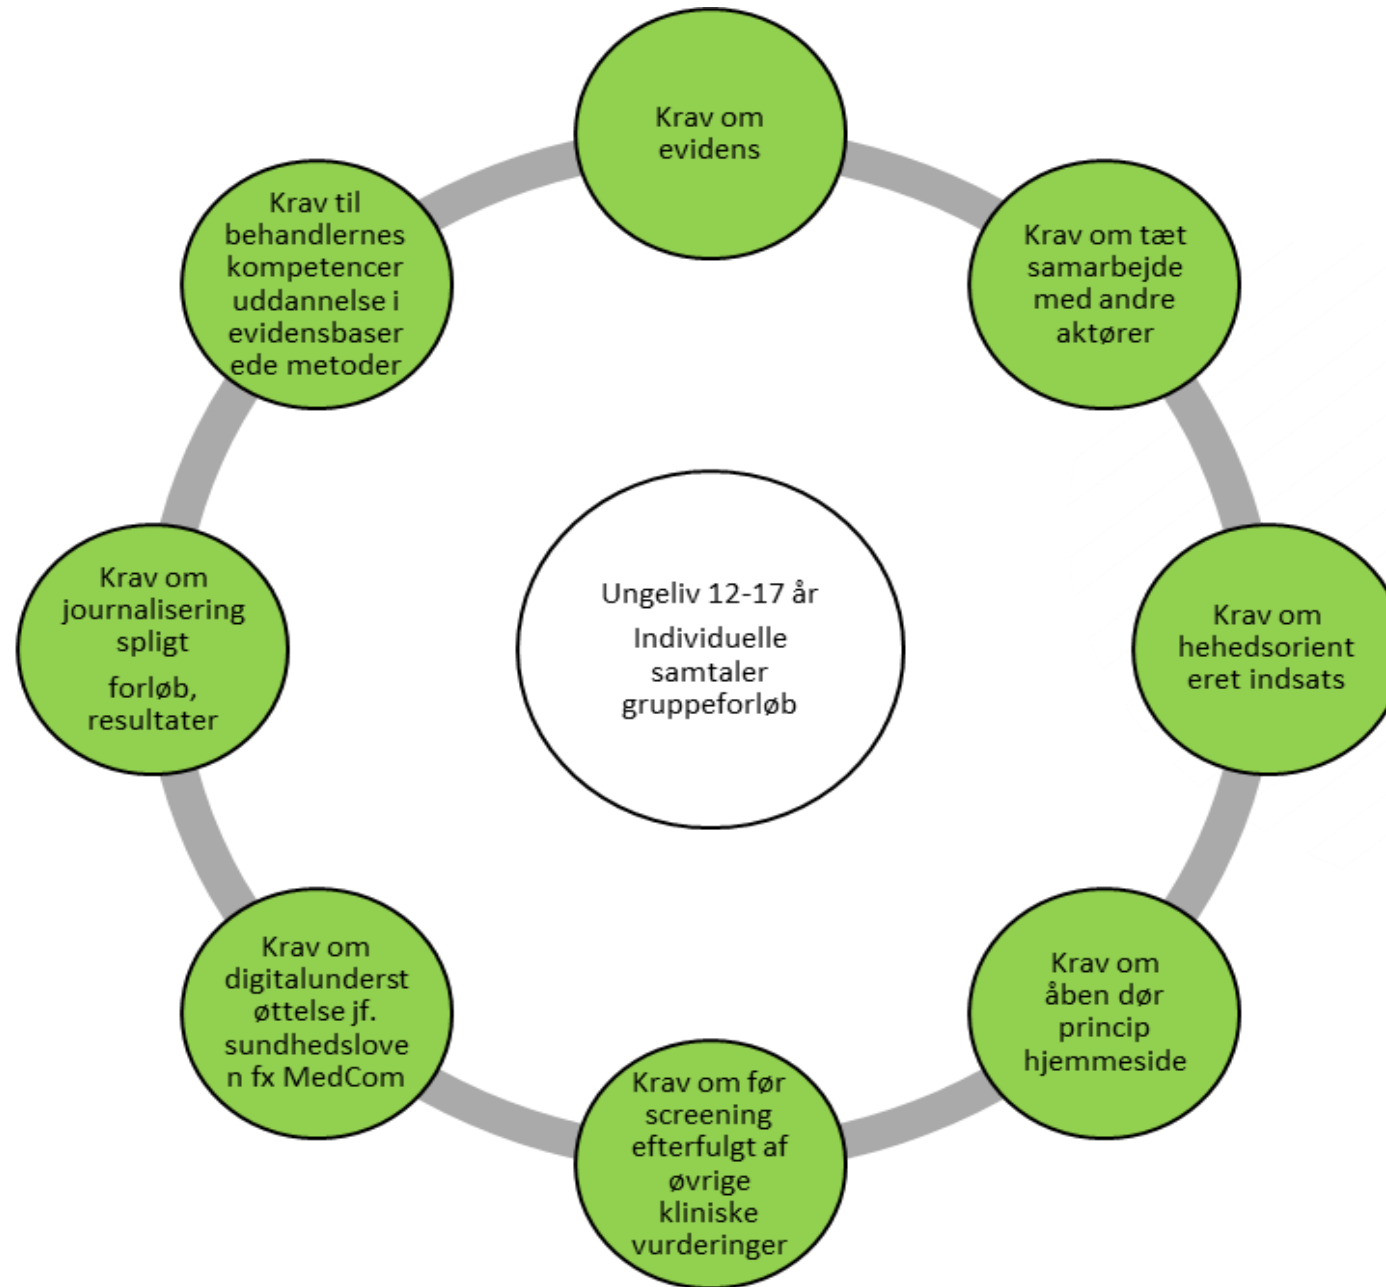 Krav om
evidens
Krav om tæt
samarbejde
med andre
aktører
Krav om
hehedsorient
eret indsats
Krav om
åben dør
princip
hjemmeside
Krav om før
screening
efterfulgt af
øvrige
kliniske
vurderinger
Krav om
digitalunderst
øttelse jf.
sundhedslove
n fx MedCom
Krav om
journalisering
spligt
forløb,
resultater
Krav til
behandlernes
kompetencer
uddannelse i
evidensbaser
ede metoder
Ungeliv 12-17 år
Individuelle
samtaler
gruppeforløb